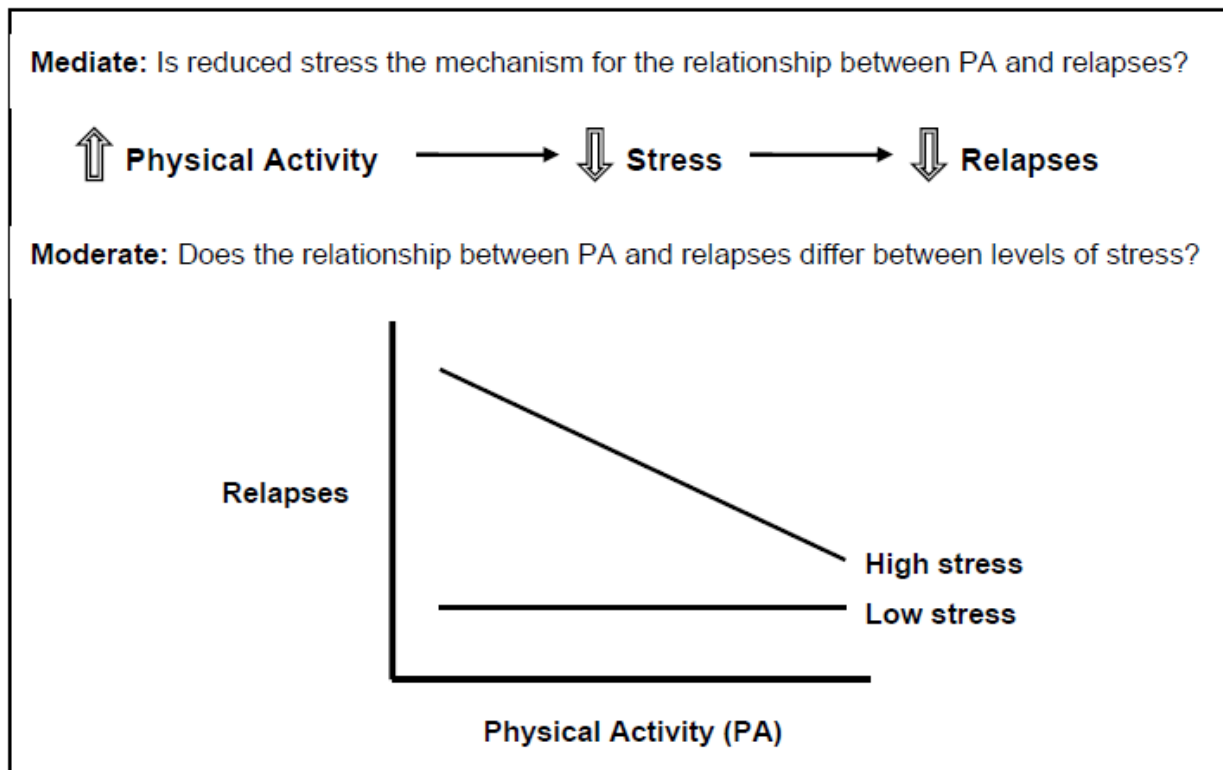 Mediate: Is reduced stress the mechanism for the relationship between PA and relapses?
Physical Activity Stress Relapses
Moderate: Does the relationship between PA and relapses differ between levels of stress?
Relapses
High stress
Low stress
Physical Activity (PA)